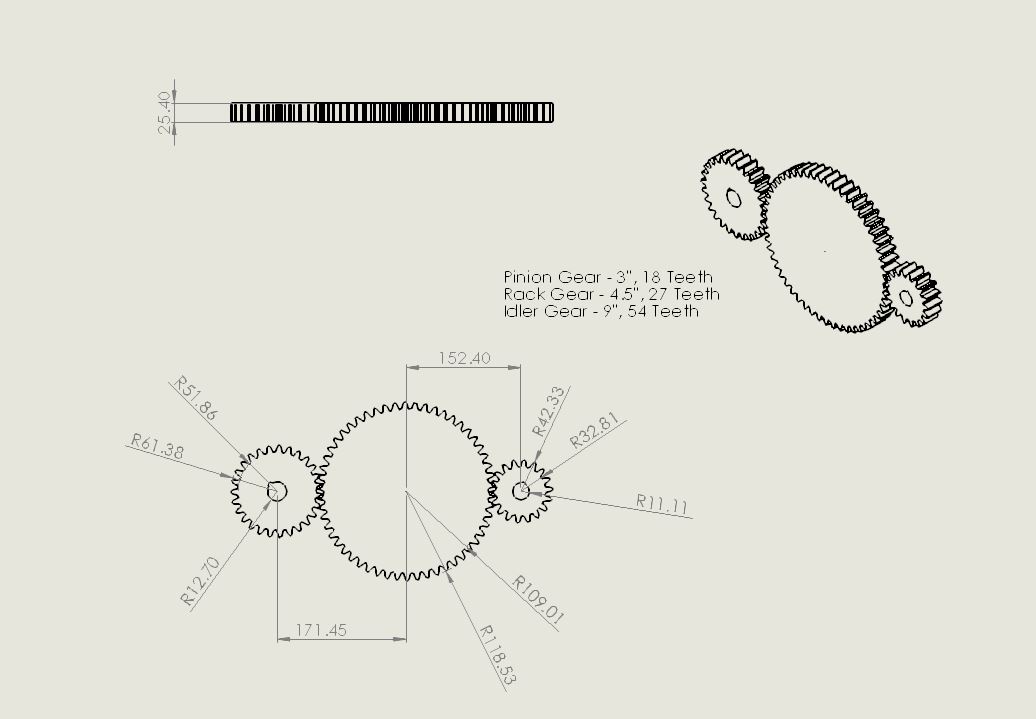 25.40
Pinion Gear - 3", 18 Teeth
Rack Gear - 4.5", 27 Teeth
Idler Gear - 9", 54 Teeth
152.40
R51.86
R42.33
R32.81
R61.38
R11.11
R12.70
R109.01
171.45
R118.53